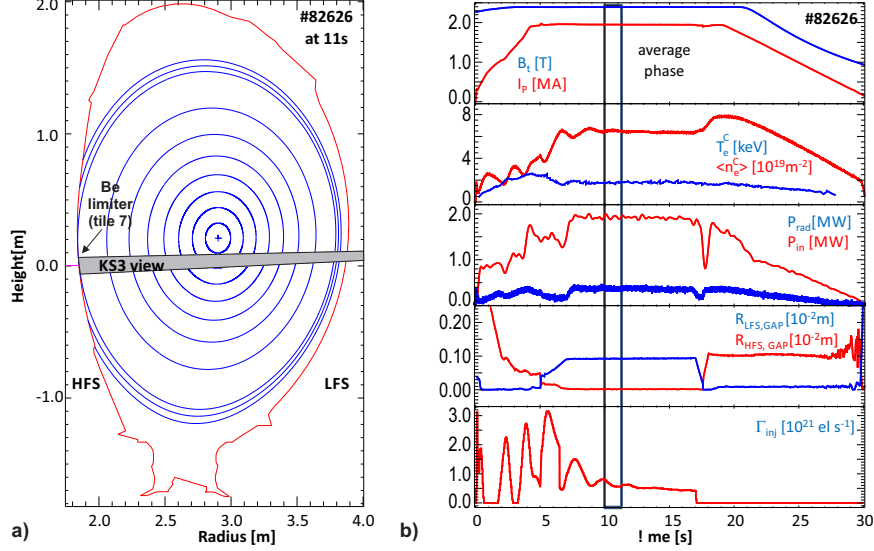 #82626
at 11s
2.0
1.0
0.0
-1.0
Height[m]
Be
limiter
(tile 7)
KS3 view
HFS
LFS
2.0
2.5
3.0
3.5
4.0
Radius [m]
a)
#82626
2.0
1.0
0.0
B_t [T]
I_P [MA]
average
phase
8
4
0
T_e^C [keV]
<n_e^C> [10^19 m^-2]
2.0
1.0
0.0
P_rad [MW]
P_in [MW]
0.20
0.10
0.00
R_LFS,GAP [10^-2 m]
R_HFS, GAP [10^-2 m]
3.0
2.0
1.0
0.0
Γ_inj [10^21 el s^-1]
0
5
10
15
20
25
30
! me [s]
b)